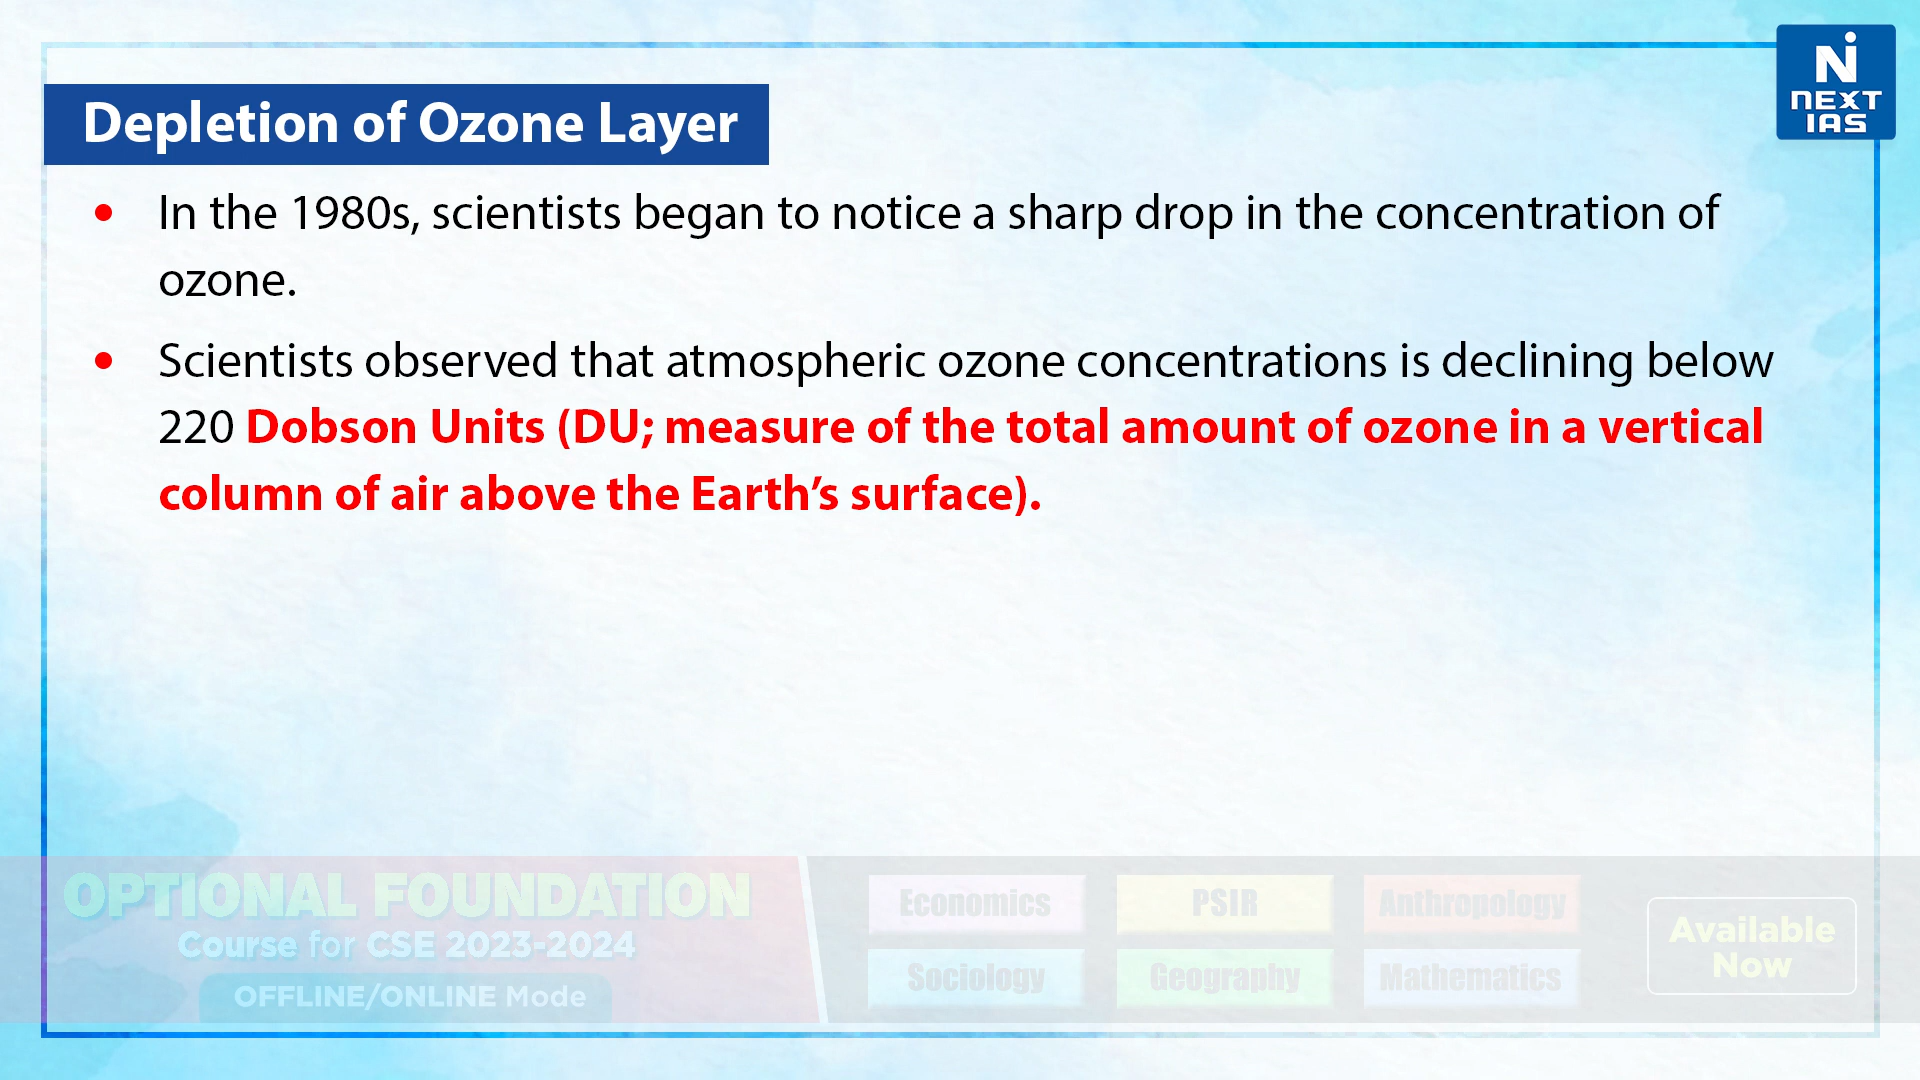 Ni
NEXT
IAS
Depletion of Ozone Layer
• In the 1980s, scientists began to notice a sharp drop in the concentration of
ozone.
• Scientists observed that atmospheric ozone concentrations is declining below
220 Dobson Units (DU; measure of the total amount of ozone in a vertical
column of air above the Earth’s surface).
OPTIONAL FOUNDATION
Course for CSE 2023-2024
OFFLINE/ONLINE Mode
Economics PSIR Anthropology
Sociology Geography Mathematics
Available
Now